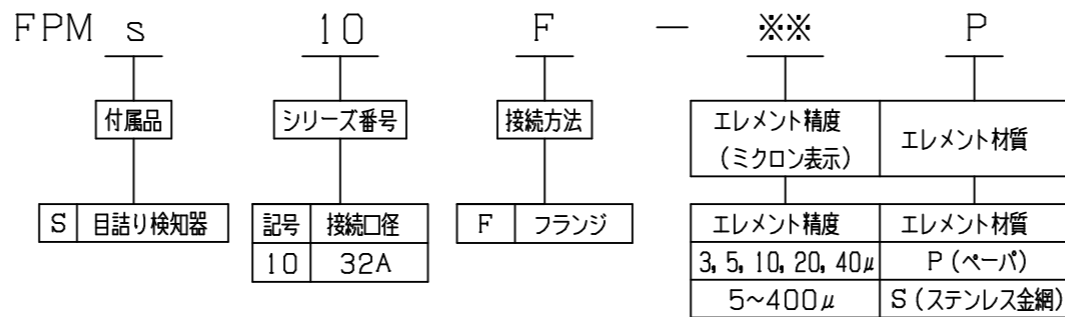 FPM s 10 F - ※※ P
付属品 シリーズ番号 接続方法 エレメント精度 (ミクロン表示) エレメント材質
S 目詰り検知器 記号 接続口径 F フランジ エレメント精度 エレメント材質
10 32A 3, 5, 10, 20, 40μ P (ペーパ)
5~400μ S (ステンレス金網)